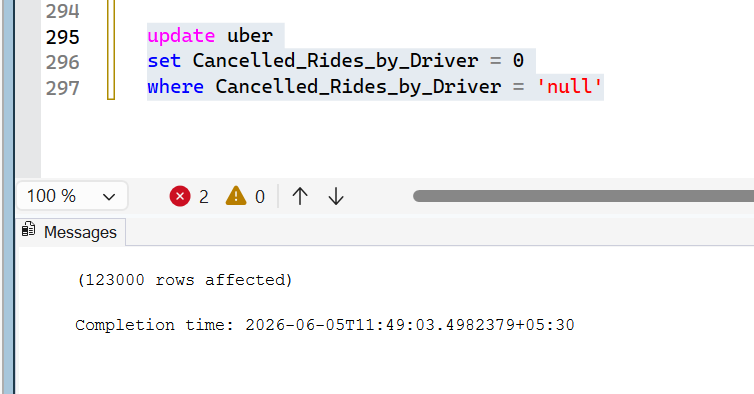 294
295 update uber
296 set Cancelled_Rides_by_Driver = 0
297 where Cancelled_Rides_by_Driver = 'null'
100 %
2
0
Messages
(123000 rows affected)
Completion time: 2026-06-05T11:49:03.4982379+05:30